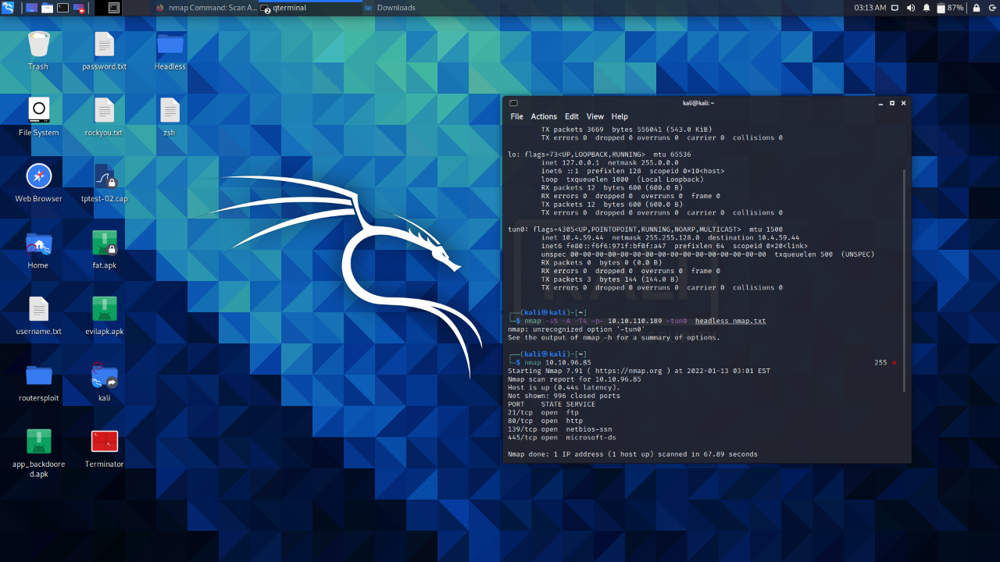 nmap Command: Scan A...
2
qterminal
Downloads
03:13 AM
87%
Trash
password.txt
Headless
File System
rockyou.txt
zsh
Web Browser
tptest-02.cap
Home
fat.apk
username.txt
evilapk.apk
routersploit
kali
app_backdoore
d.apk
Terminator
kali@kali: ~
File Actions Edit View Help
TX packets 3669 bytes 556041 (543.0 KiB)
TX errors 0 dropped 0 overruns 0 carrier 0 collisions 0
lo: flags=73<UP,LOOPBACK,RUNNING> mtu 65536
inet 127.0.0.1 netmask 255.0.0.0
inet6 ::1 prefixlen 128 scopeid 0×10<host>
loop txqueuelen 1000 (Local Loopback)
RX packets 12 bytes 600 (600.0 B)
RX errors 0 dropped 0 overruns 0 frame 0
TX packets 12 bytes 600 (600.0 B)
TX errors 0 dropped 0 overruns 0 carrier 0 collisions 0
tun0: flags=4305<UP,POINTOPOINT,RUNNING,NOARP,MULTICAST> mtu 1500
inet 10.4.59.44 netmask 255.255.128.0 destination 10.4.59.44
inet6 fe80::f6f6:971f:bf0f:a47 prefixlen 64 scopeid 0×20<link>
unspec 00-00-00-00-00-00-00-00-00-00-00-00-00-00-00-00 txqueuelen 500 (UNSPEC)
RX packets 0 bytes 0 (0.0 B)
RX errors 0 dropped 0 overruns 0 frame 0
TX packets 3 bytes 144 (144.0 B)
TX errors 0 dropped 0 overruns 0 carrier 0 collisions 0
┌──(kali㉿kali)-[~]
└─$ nmap -sS -A -T4 -p- 10.10.110.189 -tun0 headless_nmap.txt
nmap: unrecognized option '-tun0'
See the output of nmap -h for a summary of options.
┌──(kali㉿kali)-[~]
└─$ nmap 10.10.96.85 255 ⨯
Starting Nmap 7.91 ( https://nmap.org ) at 2022-01-13 03:01 EST
Nmap scan report for 10.10.96.85
Host is up (0.44s latency).
Not shown: 996 closed ports
PORT STATE SERVICE
21/tcp open ftp
80/tcp open http
139/tcp open netbios-ssn
445/tcp open microsoft-ds
Nmap done: 1 IP address (1 host up) scanned in 67.89 seconds